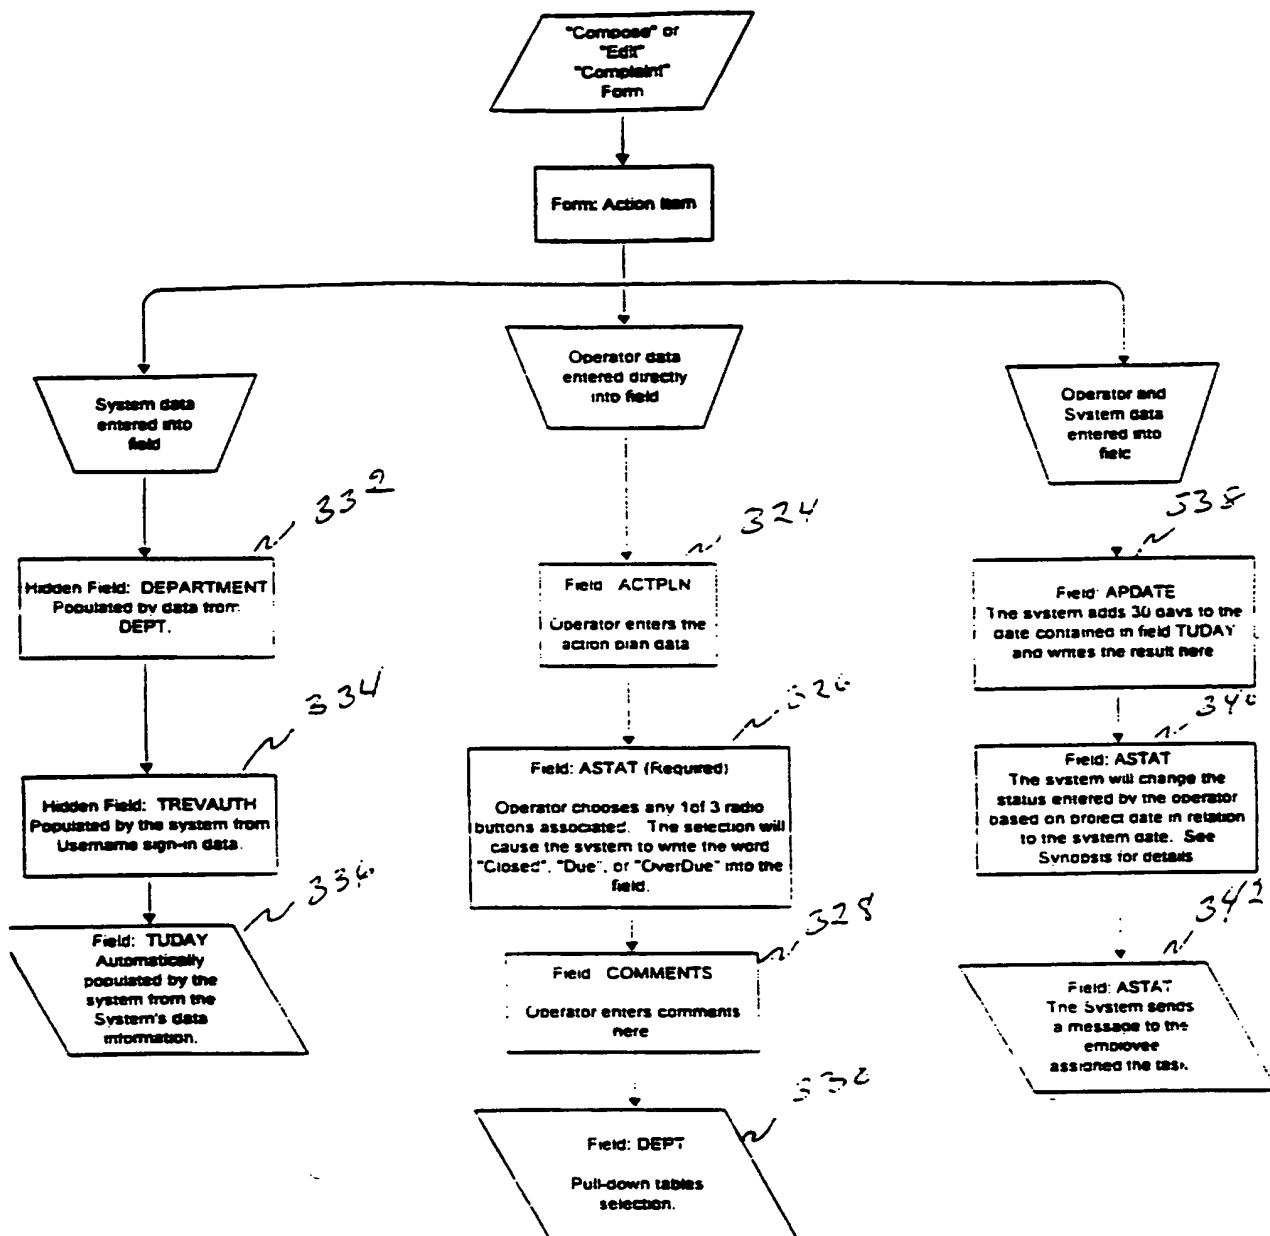 "Compose" or
"Edit"
"Complaint"
Form
Form: Action Item
System data
entered into
field
Operator data
entered directly
into field
Operator and
System data
entered into
field
332
Hidden Field: DEPARTMENT
Populated by data from
DEPT.
334
Hidden Field: TREVAUTH
Populated by the system from
Username sign-in data.
336
Field: TUDAY
Automatically
populated by the
system from the
System's data
information.
324
Field ACTPLN
Operator enters the
action plan data
326
Field: ASTAT (Required)
Operator chooses any 1of 3 radio
buttons associated. The selection will
cause the system to write the word
"Closed", "Due", or "OverDue" into the
field.
328
Field COMMENTS
Operator enters comments
here
330
Field: DEPT
Pull-down tables
selection.
338
Field: APDATE
The system adds 30 days to the
date contained in field TUDAY
and writes the result here
340
Field: ASTAT
The system will change the
status entered by the operator
based on project date in relation
to the system date. See
Synopsis for details
342
Field: ASTAT
The System sends
a message to the
employee
assigned the task.